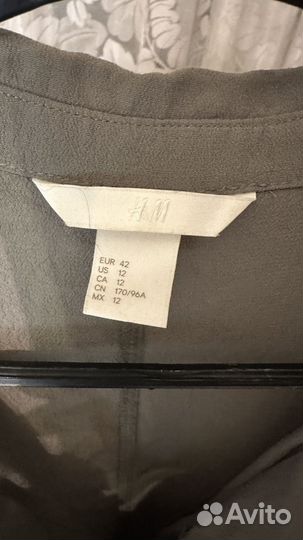 H&M
EUR 42
US 12
CA 12
CN 170/96A
MX 12
Avito